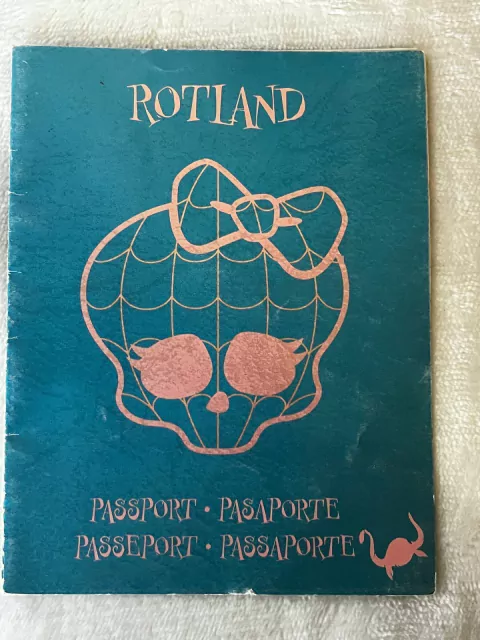 ROTLAND
PASSPORT • PASAPORTE
PASSEPORT • PASSAPORTE